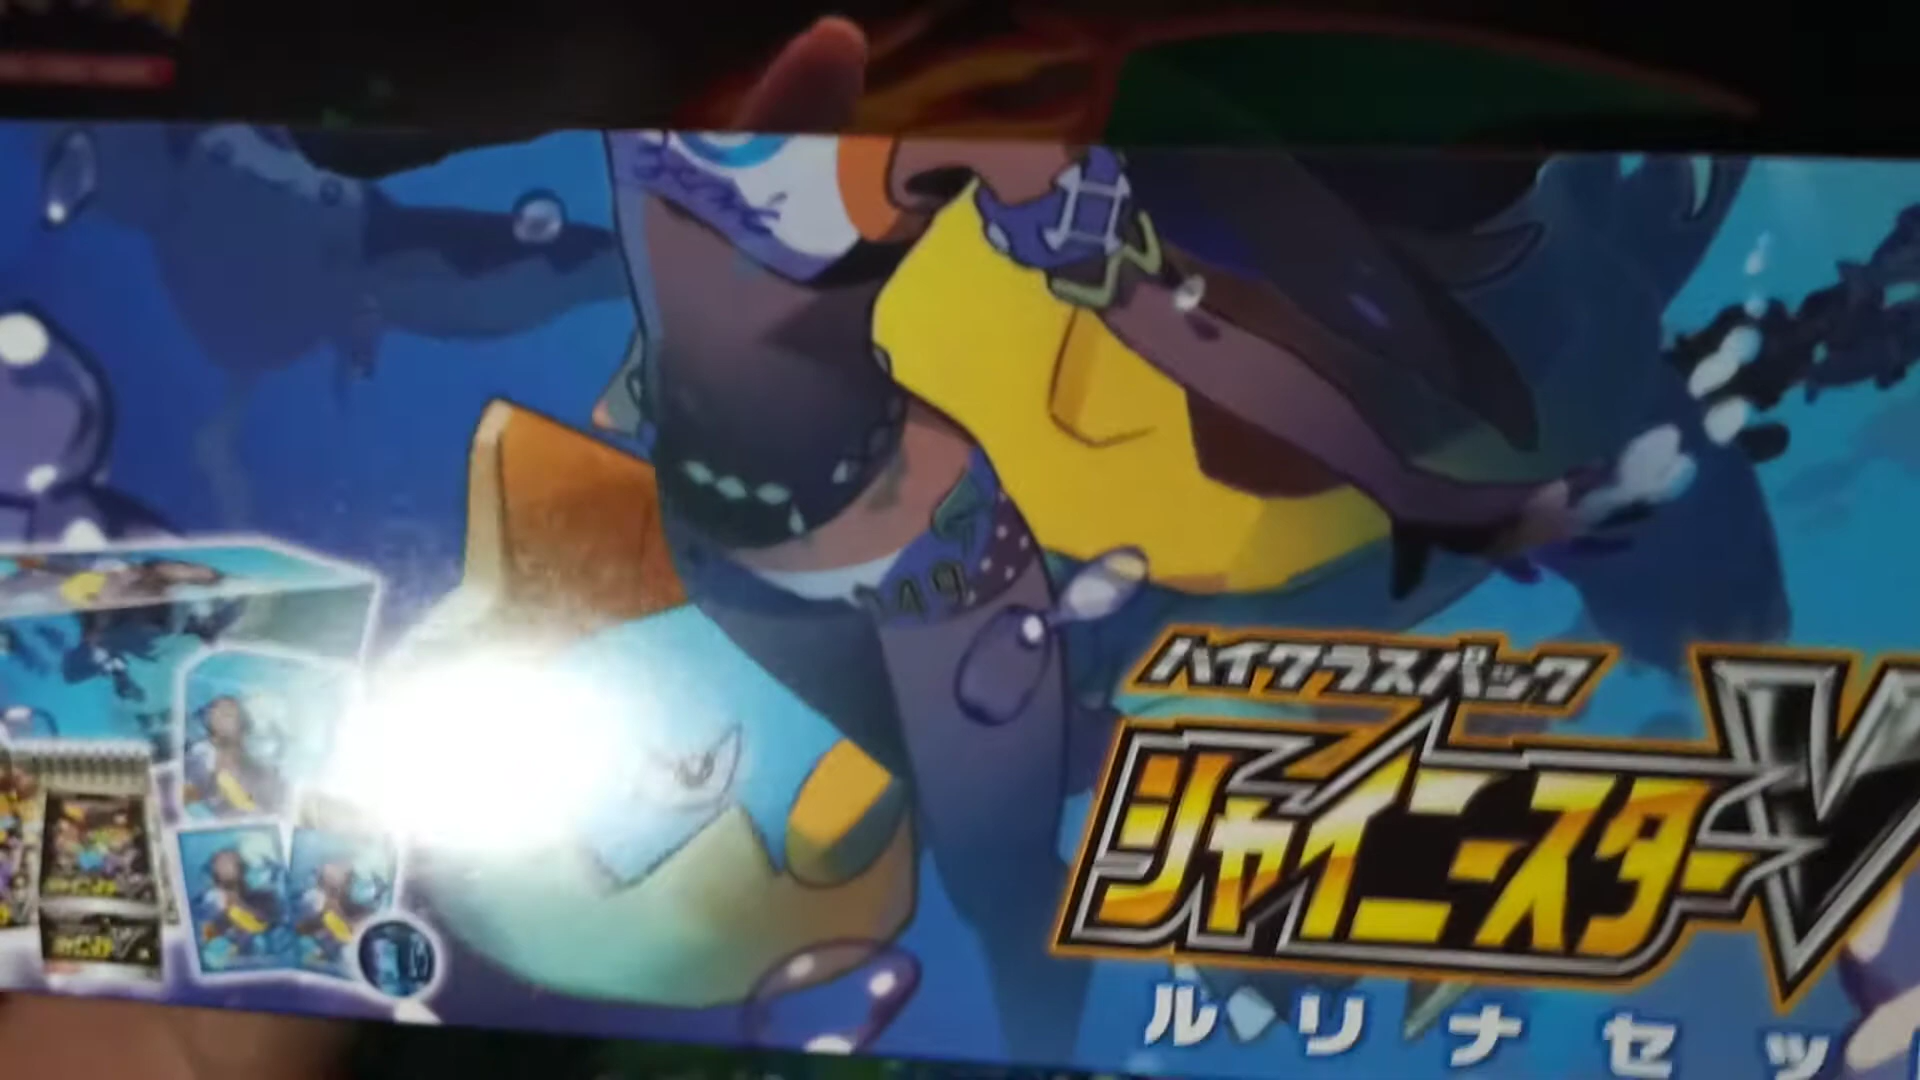 ハイクラスパック
シャイニースターV
ルリナセッ